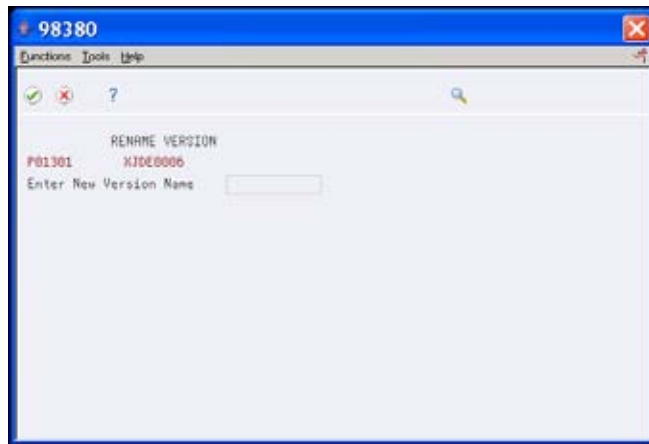 98380
Functions Tools Help
?
RENAME VERSION
P01301 XJDE0006
Enter New Version Name